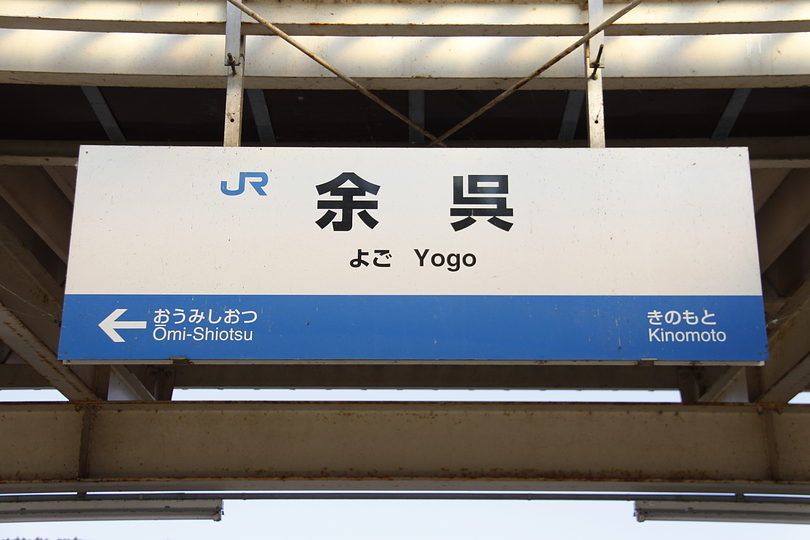 JR 余呉
よご Yogo
← おうみしおつ
Ōmi-Shiotsu
きのもと
Kinomoto